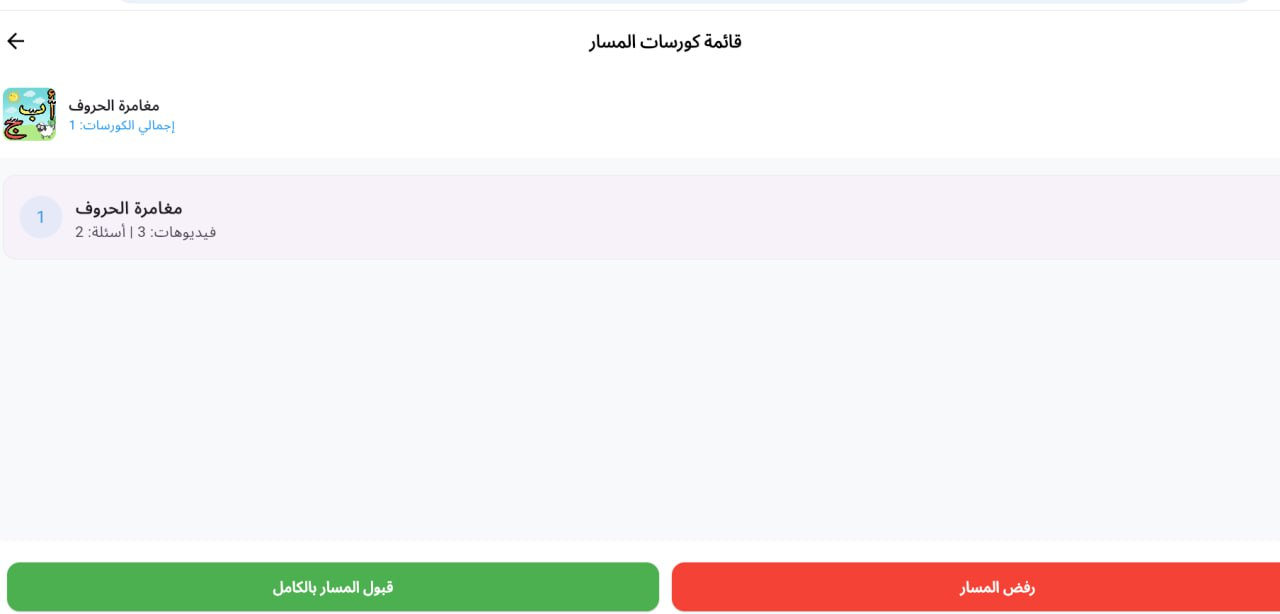 قائمة كورسات المسار
أ ب ج
مغامرة الحروف
إجمالي الكورسات: 1
1
مغامرة الحروف
فيديوهات: 3 | أسئلة: 2
قبول المسار بالكامل
رفض المسار